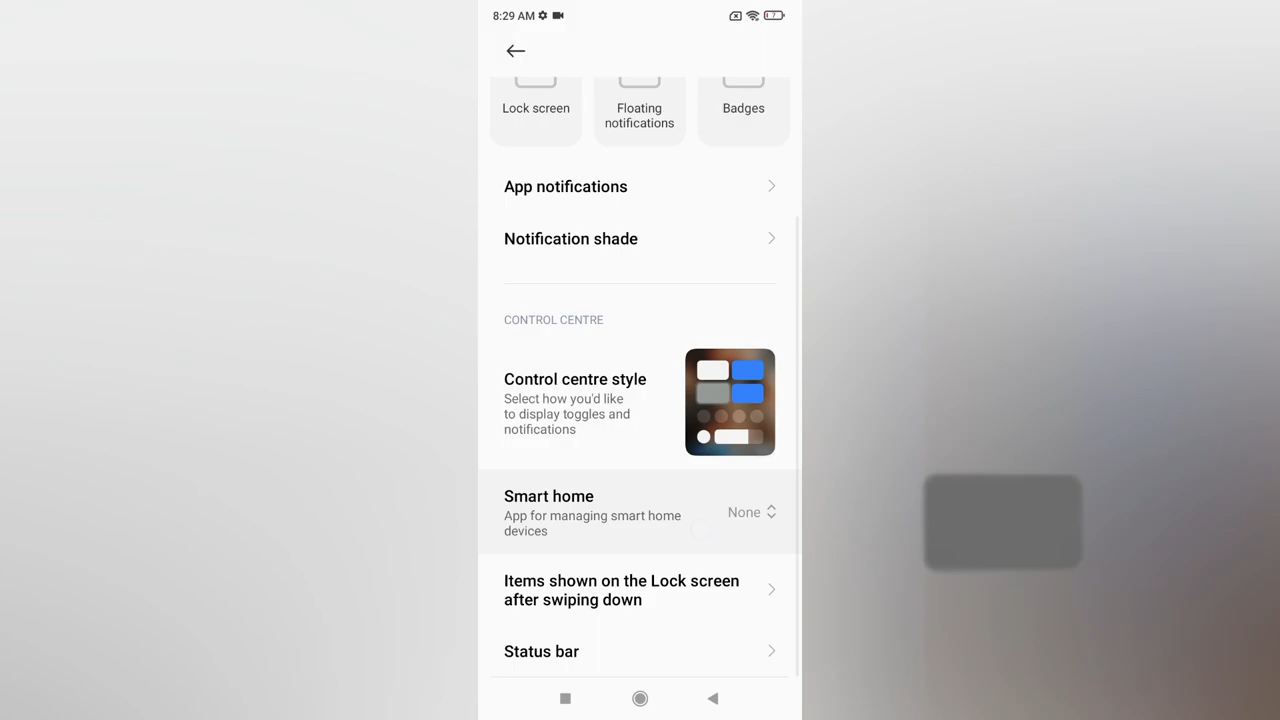 8:29 AM
7
Lock screen
Floating
notifications
Badges
App notifications
Notification shade
CONTROL CENTRE
Control centre style
Select how you'd like
to display toggles and
notifications
Smart home
App for managing smart home
devices
None
Items shown on the Lock screen
after swiping down
Status bar